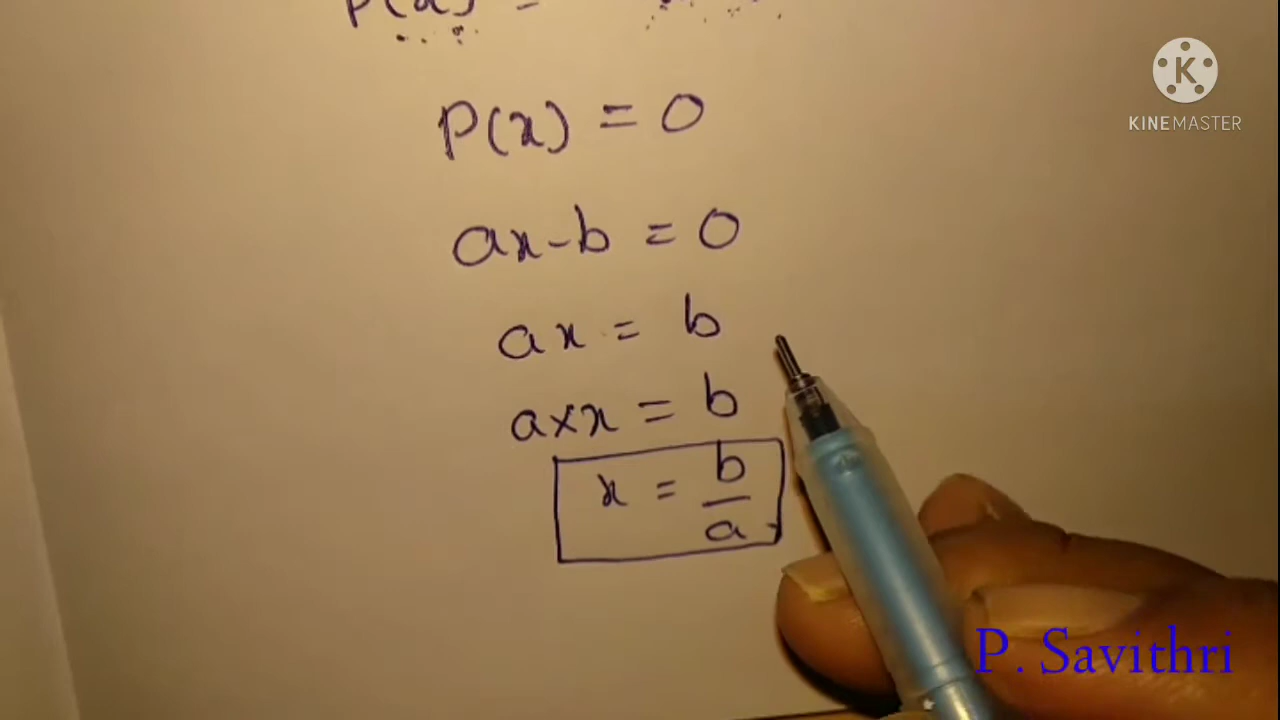 P(x) =
P(x) = 0
ax-b = 0
ax = b
a×x = b
x = b/a
KINEMASTER
P. Savithri